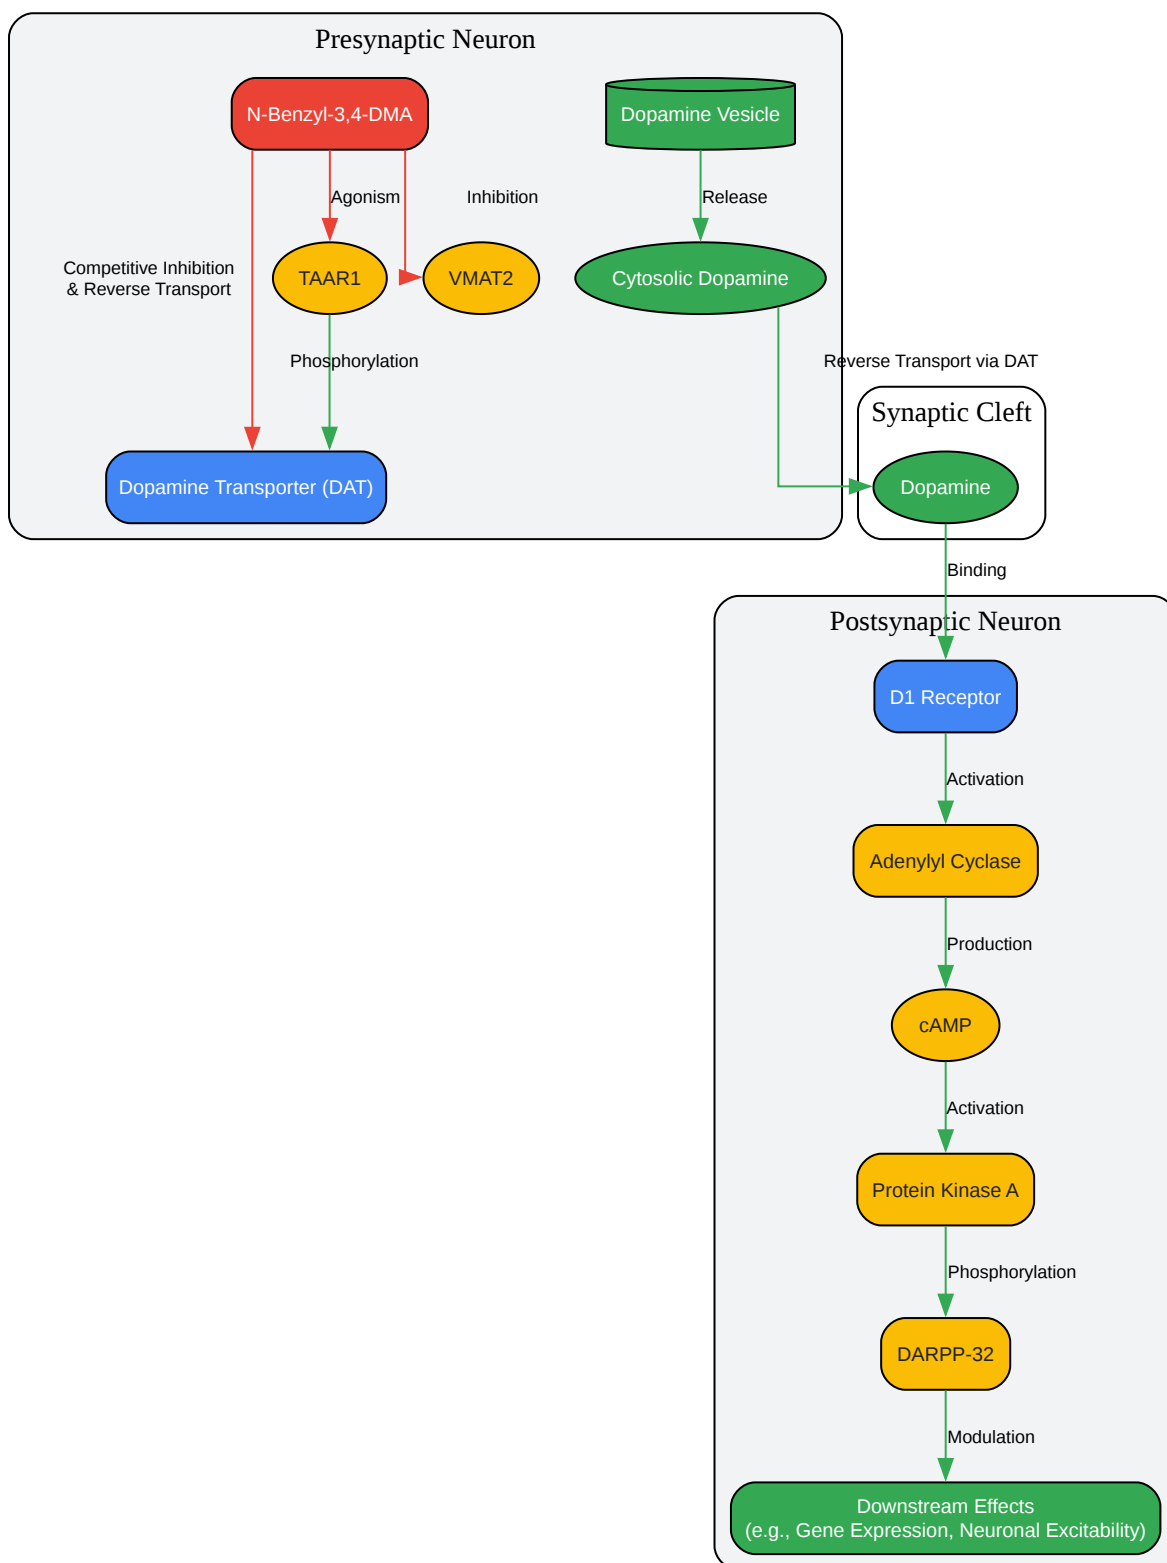 Presynaptic Neuron
N-Benzyl-3,4-DMA
Dopamine Vesicle
Agonism
Inhibition
Release
Competitive Inhibition
& Reverse Transport
TAAR1
VMAT2
Cytosolic Dopamine
Phosphorylation
Reverse Transport via DAT
Synaptic Cleft
Dopamine Transporter (DAT)
Dopamine
Binding
Postsynaptic Neuron
D1 Receptor
Activation
Adenylyl Cyclase
Production
cAMP
Activation
Protein Kinase A
Phosphorylation
DARPP-32
Modulation
Downstream Effects
(e.g., Gene Expression, Neuronal Excitability)